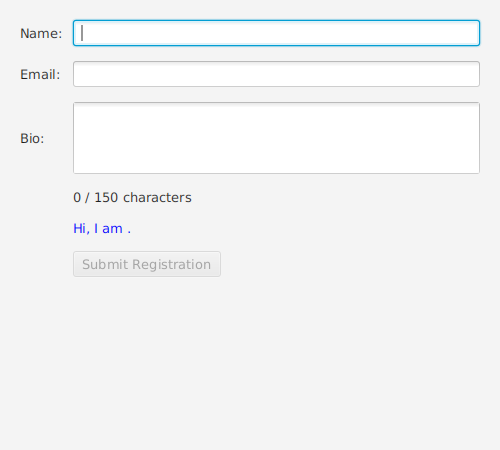 Name:
Email:
Bio:
0 / 150 characters
Hi, I am .
Submit Registration